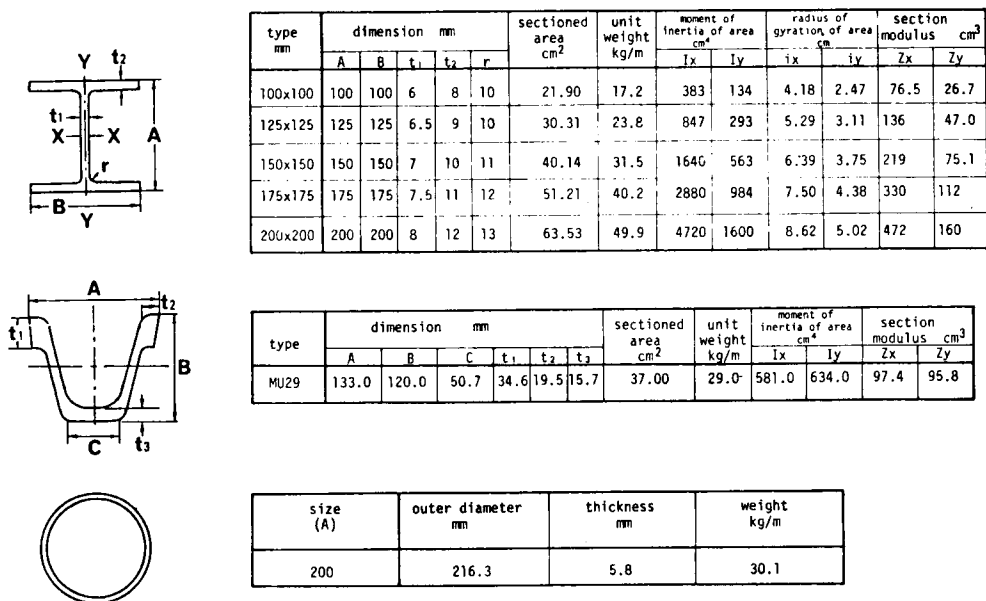 type mm dimension mm sectioned area cm² unit weight kg/m moment of inertia of area cm⁴ radius of gyration of area cm section modulus cm³
A B t₁ t₂ r Ix Iy ix iy Zx Zy
100x100 100 100 6 8 10 21.90 17.2 383 134 4.18 2.47 76.5 26.7
125x125 125 125 6.5 9 10 30.31 23.8 847 293 5.29 3.11 136 47.0
150x150 150 150 7 10 11 40.14 31.5 1640 563 6.39 3.75 219 75.1
175x175 175 175 7.5 11 12 51.21 40.2 2880 984 7.50 4.38 330 112
200x200 200 200 8 12 13 63.53 49.9 4720 1600 8.62 5.02 472 160
Y t₂
t₁
X X A
r
B
Y
type dimension mm sectioned area cm² unit weight kg/m moment of inertia of area cm⁴ section modulus cm³
A B C t₁ t₂ t₃ Ix Iy Zx Zy
MU29 133.0 120.0 50.7 34.6 19.5 15.7 37.00 29.0 581.0 634.0 97.4 95.8
A
t₂
t₁
B
C t₃
size (A) outer diameter mm thickness mm weight kg/m
200 216.3 5.8 30.1